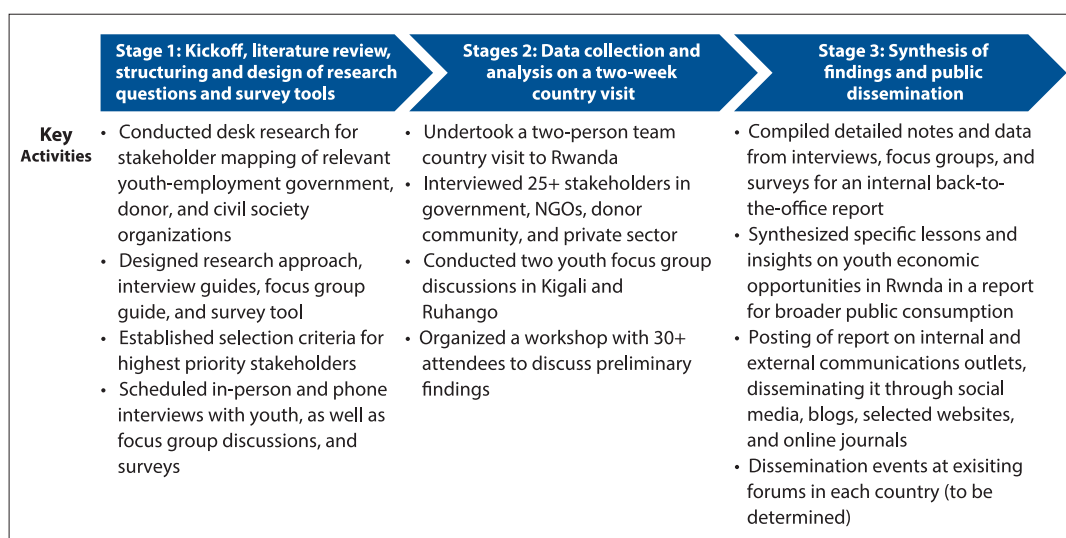 Stage 1: Kickoff, literature review,
structuring and design of research
questions and survey tools
Stages 2: Data collection and
analysis on a two-week
country visit
Stage 3: Synthesis of
findings and public
dissemination
Key
Activities
• Conducted desk research for
stakeholder mapping of relevant
youth-employment government,
donor, and civil society
organizations
• Designed research approach,
interview guides, focus group
guide, and survey tool
• Established selection criteria for
highest priority stakeholders
• Scheduled in-person and phone
interviews with youth, as well as
focus group discussions, and
surveys
• Undertook a two-person team
country visit to Rwanda
• Interviewed 25+ stakeholders in
government, NGOs, donor
community, and private sector
• Conducted two youth focus group
discussions in Kigali and
Ruhango
• Organized a workshop with 30+
attendees to discuss preliminary
findings
• Compiled detailed notes and data
from interviews, focus groups, and
surveys for an internal back-to-
the-office report
• Synthesized specific lessons and
insights on youth economic
opportunities in Rwnda in a report
for broader public consumption
• Posting of report on internal and
external communications outlets,
disseminating it through social
media, blogs, selected websites,
and online journals
• Dissemination events at exisiting
forums in each country (to be
determined)